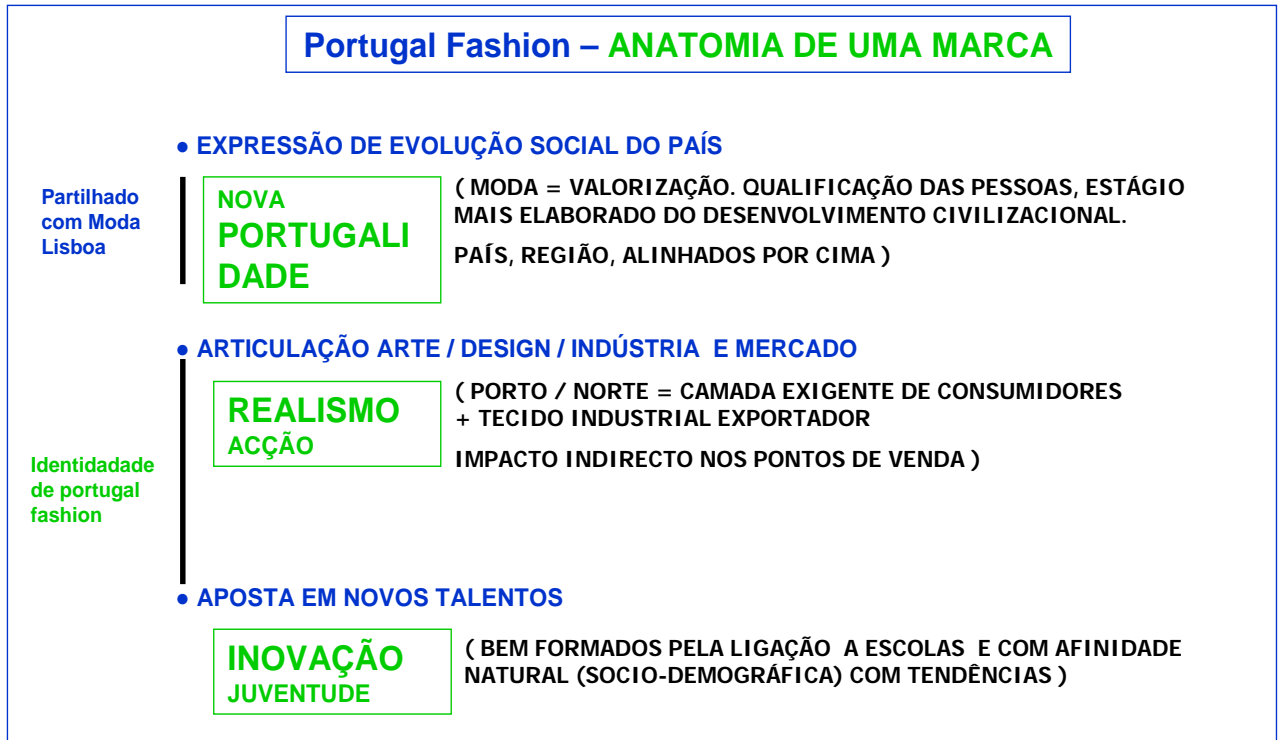 Portugal Fashion – ANATOMIA DE UMA MARCA
● EXPRESSÃO DE EVOLUÇÃO SOCIAL DO PAÍS
Partilhado
com Moda
Lisboa
NOVA
PORTUGALI
DADE
( MODA = VALORIZAÇÃO. QUALIFICAÇÃO DAS PESSOAS, ESTÁGIO
MAIS ELABORADO DO DESENVOLVIMENTO CIVILIZACIONAL.
PAÍS, REGIÃO, ALINHADOS POR CIMA )
● ARTICULAÇÃO ARTE / DESIGN / INDÚSTRIA E MERCADO
REALISMO
ACÇÃO
( PORTO / NORTE = CAMADA EXIGENTE DE CONSUMIDORES
+ TECIDO INDUSTRIAL EXPORTADOR
IMPACTO INDIRECTO NOS PONTOS DE VENDA )
Identidadade
de portugal
fashion
● APOSTA EM NOVOS TALENTOS
INOVAÇÃO
JUVENTUDE
( BEM FORMADOS PELA LIGAÇÃO A ESCOLAS E COM AFINIDADE
NATURAL (SOCIO-DEMOGRÁFICA) COM TENDÊNCIAS )